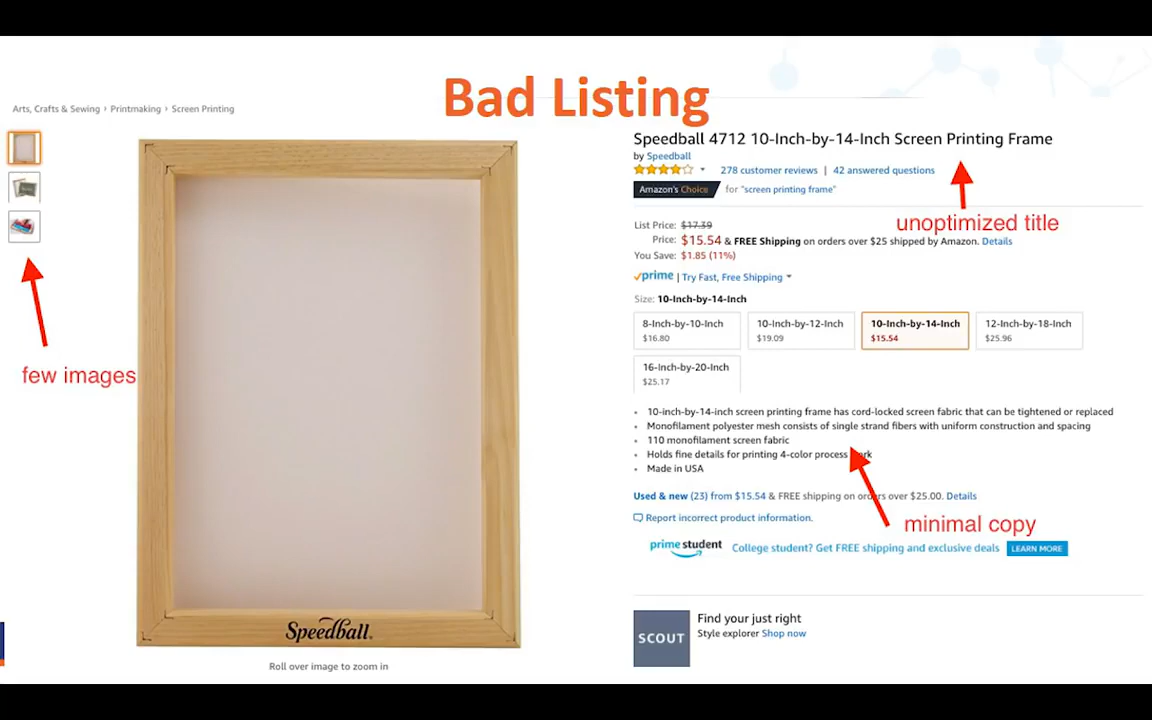 Bad Listing
Arts, Crafts & Sewing › Printmaking › Screen Printing
few images
Speedball®
Roll over image to zoom in
Speedball 4712 10-Inch-by-14-Inch Screen Printing Frame
by Speedball
278 customer reviews | 42 answered questions
Amazon's Choice for "screen printing frame"
unoptimized title
List Price: $17.39
Price: $15.54 & FREE Shipping on orders over $25 shipped by Amazon. Details
You Save: $1.85 (11%)
prime | Try Fast, Free Shipping
Size: 10-Inch-by-14-Inch
8-Inch-by-10-Inch 10-Inch-by-12-Inch 10-Inch-by-14-Inch 12-Inch-by-18-Inch
$16.80 $19.09 $15.54 $25.96
16-Inch-by-20-Inch
$25.17
• 10-inch-by-14-inch screen printing frame has cord-locked screen fabric that can be tightened or replaced
• Monofilament polyester mesh consists of single strand fibers with uniform construction and spacing
• 110 monofilament screen fabric
• Holds fine details for printing 4-color process work
• Made in USA
Used & new (23) from $15.54 & FREE shipping on orders over $25.00. Details
Report incorrect product information.
minimal copy
prime student College student? Get FREE shipping and exclusive deals LEARN MORE
SCOUT
Find your just right
Style explorer Shop now